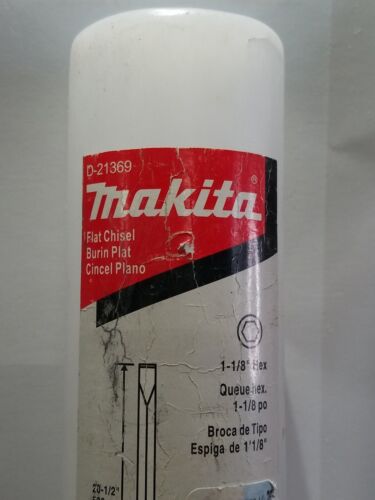 D-21369
makita®
Flat Chisel
Burin Plat
Cincel Plano
1-1/8" Hex
Queue hex.
1-1/8 po
Broca de Tipo
Espiga de 1'1/8"
20-1/2"